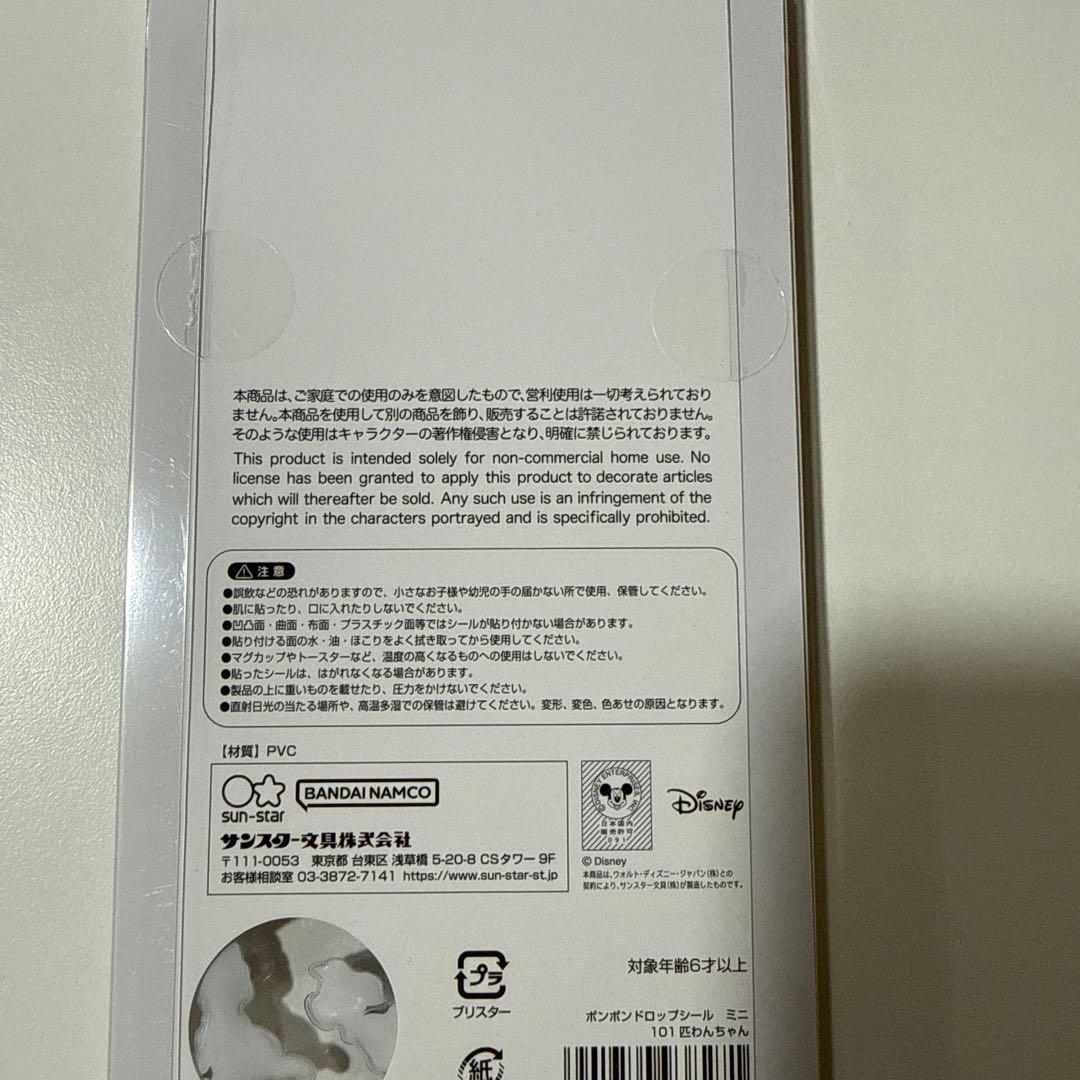 本商品は、ご家庭での使用のみを意図したもので、営利使用は一切考えられており
ません。本商品を使用して別の商品を飾り、販売することは許諾されておりません。
そのような使用はキャラクターの著作権侵害となり、明確に禁じられております。
This product is intended solely for non-commercial home use. No
license has been granted to apply this product to decorate articles
which will thereafter be sold. Any such use is an infringement of the
copyright in the characters portrayed and is specifically prohibited.
注意
●誤飲などの恐れがありますので、小さなお子様や幼児の手の届かない所で使用、保管してください。
●肌に貼ったり、口に入れたりしないでください。
●凹凸面・曲面・布面・プラスチック面等ではシールが貼り付かない場合があります。
●貼り付ける面の水・油・ほこりをよく拭き取ってから使用してください。
●マグカップやトースターなど、温度の高くなるものへの使用はしないでください。
●貼ったシールは、はがれなくなる場合があります。
●製品の上に重いものを載せたり、圧力をかけないでください。
●直射日光の当たる場所や、高温多湿での保管は避けてください。変形、変色、色あせの原因となります。
【材質】PVC
sun-star
BANDAI NAMCO
サンスター文具株式会社
〒111-0053 東京都 台東区 浅草橋 5-20-8 CSタワー 9F
お客様相談室 03-3872-7141 https://www.sun-star-st.jp
©DISNEY ENTERPRISES, INC.
日本国内
販売許可
091
Disney
© Disney
本商品は、ウォルト・ディズニー・ジャパン(株)との
契約により、サンスター文具(株)が製造したものです。
プラ
ブリスター
紙
対象年齢6才以上
ボンボンドロップシール ミニ
101匹わんちゃん